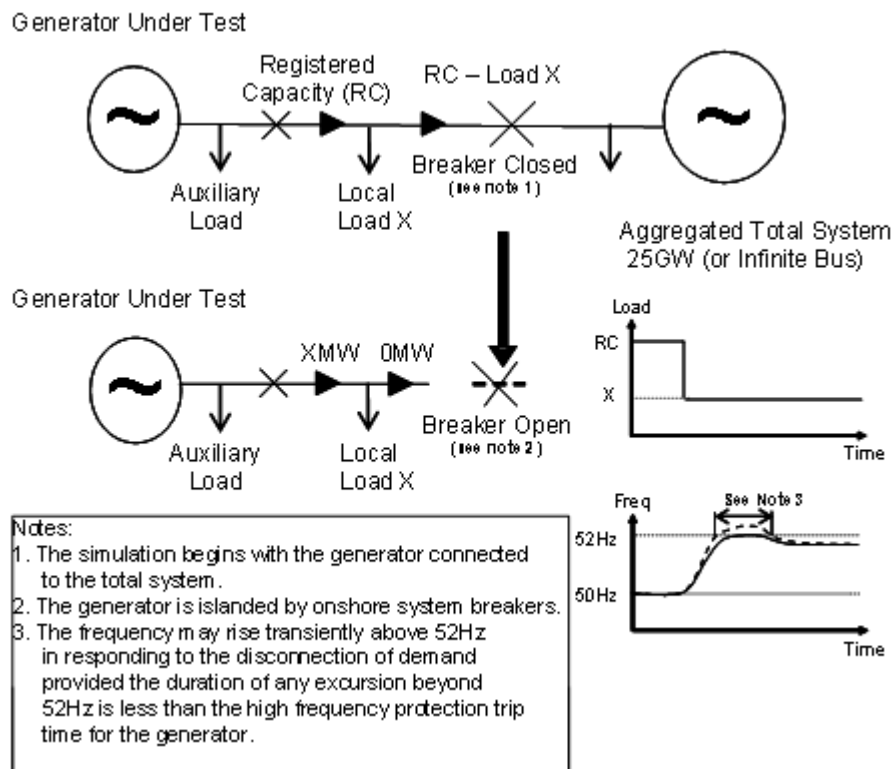 Generator Under Test
Registered
Capacity (RC)
RC – Load X
Auxiliary
Load
Local
Load X
Breaker Closed
(see note 1)
Aggregated Total System
25GW (or Infinite Bus)
Generator Under Test
XMW
0MW
Auxiliary
Load
Local
Load X
Breaker Open
(see note 2)
Load
RC
X
Time
Freq
See Note 3
52Hz
50Hz
Time
Notes:
1. The simulation begins with the generator connected
to the total system.
2. The generator is islanded by onshore system breakers.
3. The frequency may rise transiently above 52Hz
in responding to the disconnection of demand
provided the duration of any excursion beyond
52Hz is less than the high frequency protection trip
time for the generator.